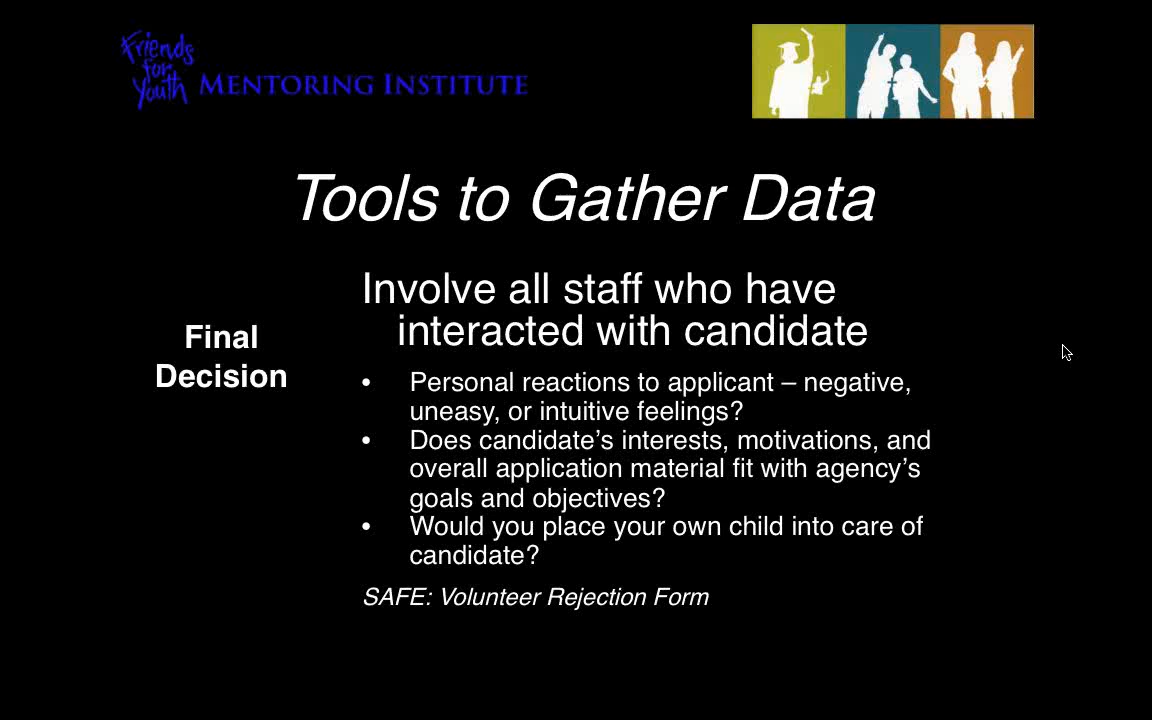 Friends
for
Youth MENTORING INSTITUTE
Tools to Gather Data
Final
Decision
Involve all staff who have
interacted with candidate
• Personal reactions to applicant – negative,
uneasy, or intuitive feelings?
• Does candidate’s interests, motivations, and
overall application material fit with agency’s
goals and objectives?
• Would you place your own child into care of
candidate?
SAFE: Volunteer Rejection Form